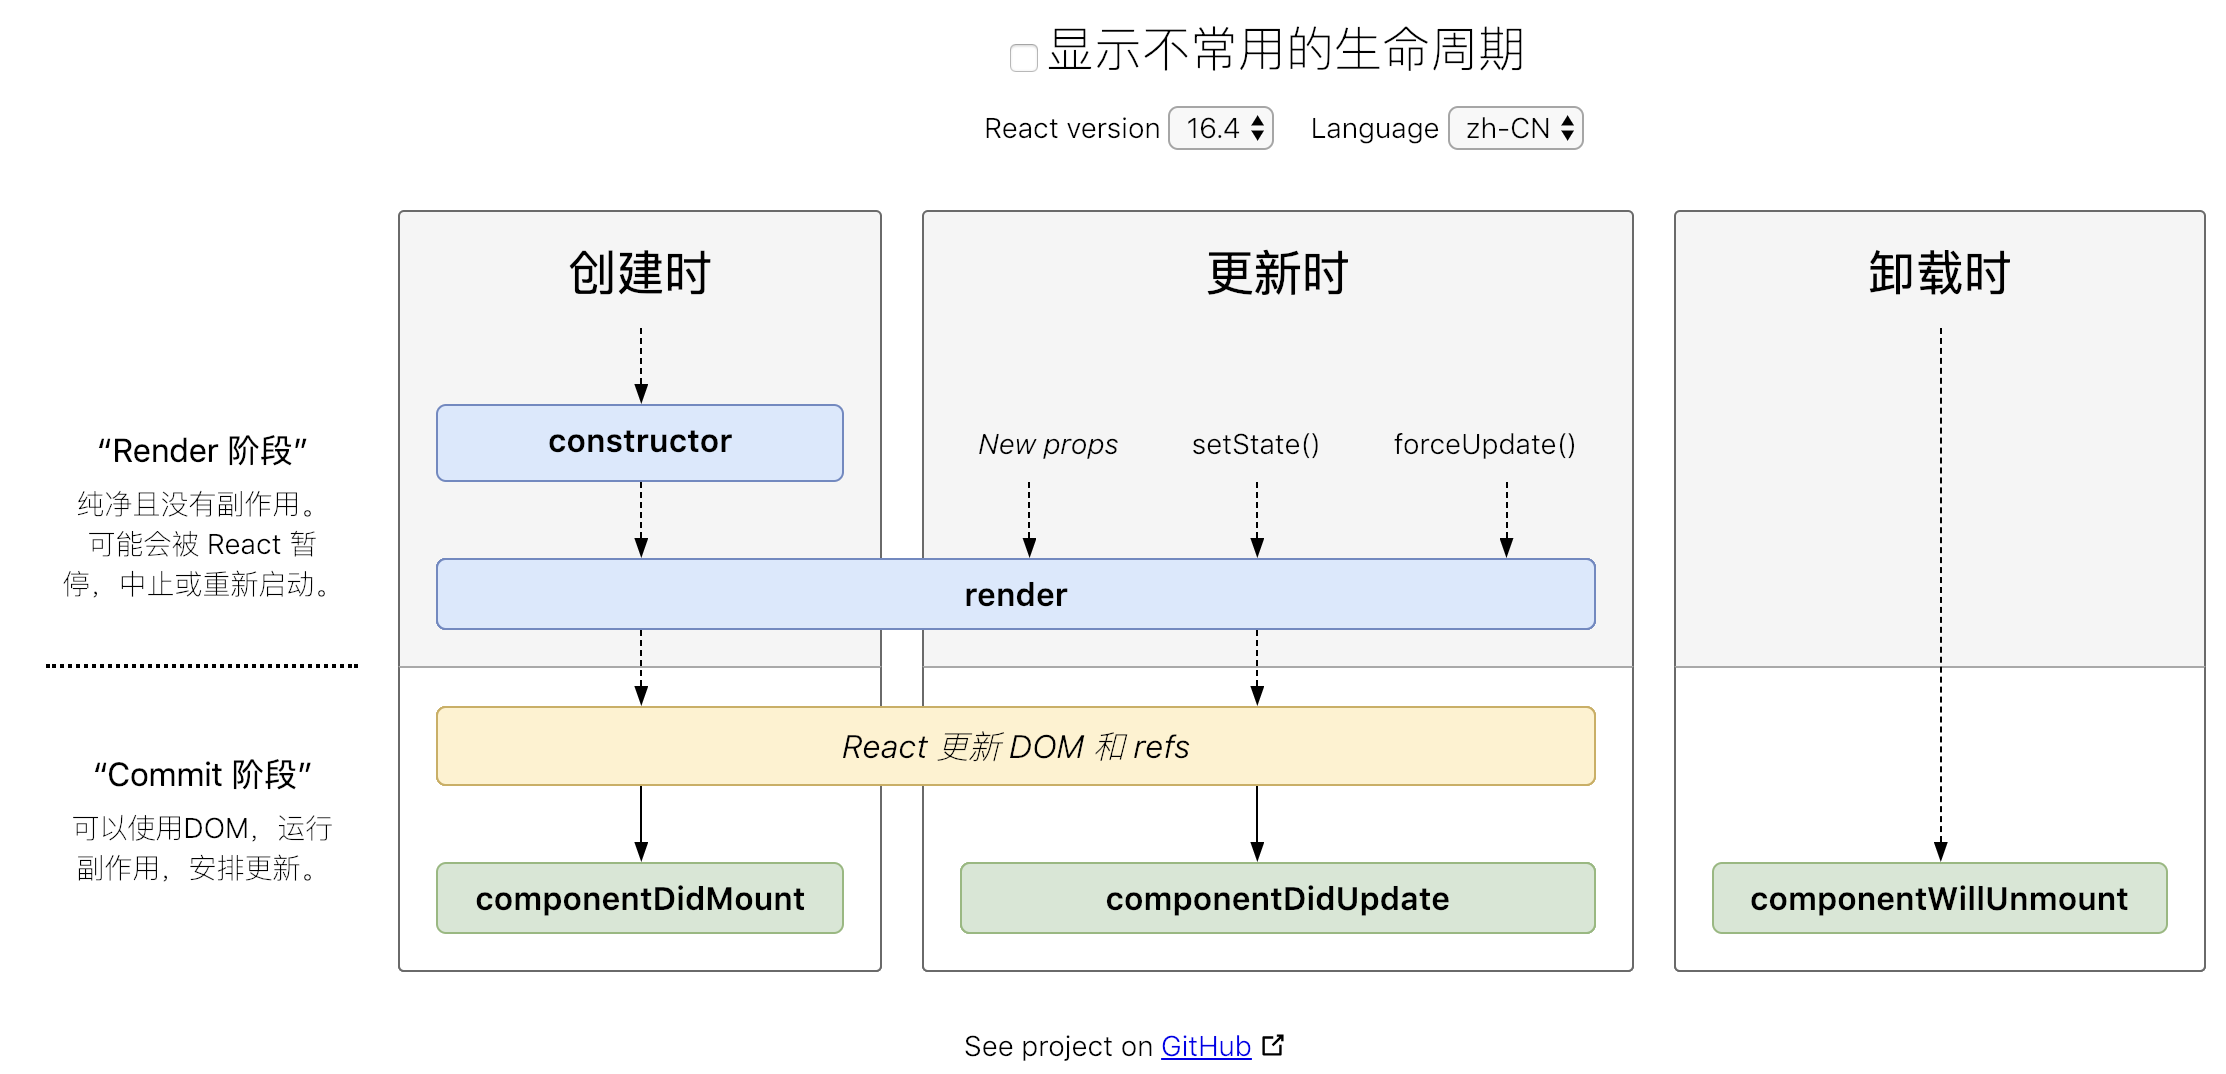 显示不常用的生命周期
React version 16.4 Language zh-CN
创建时
更新时
卸载时
“Render 阶段”
纯净且没有副作用。
可能会被 React 暂
停，中止或重新启动。
constructor
New props
setState()
forceUpdate()
render
“Commit 阶段”
可以使用DOM，运行
副作用，安排更新。
React 更新 DOM 和 refs
componentDidMount
componentDidUpdate
componentWillUnmount
See project on GitHub